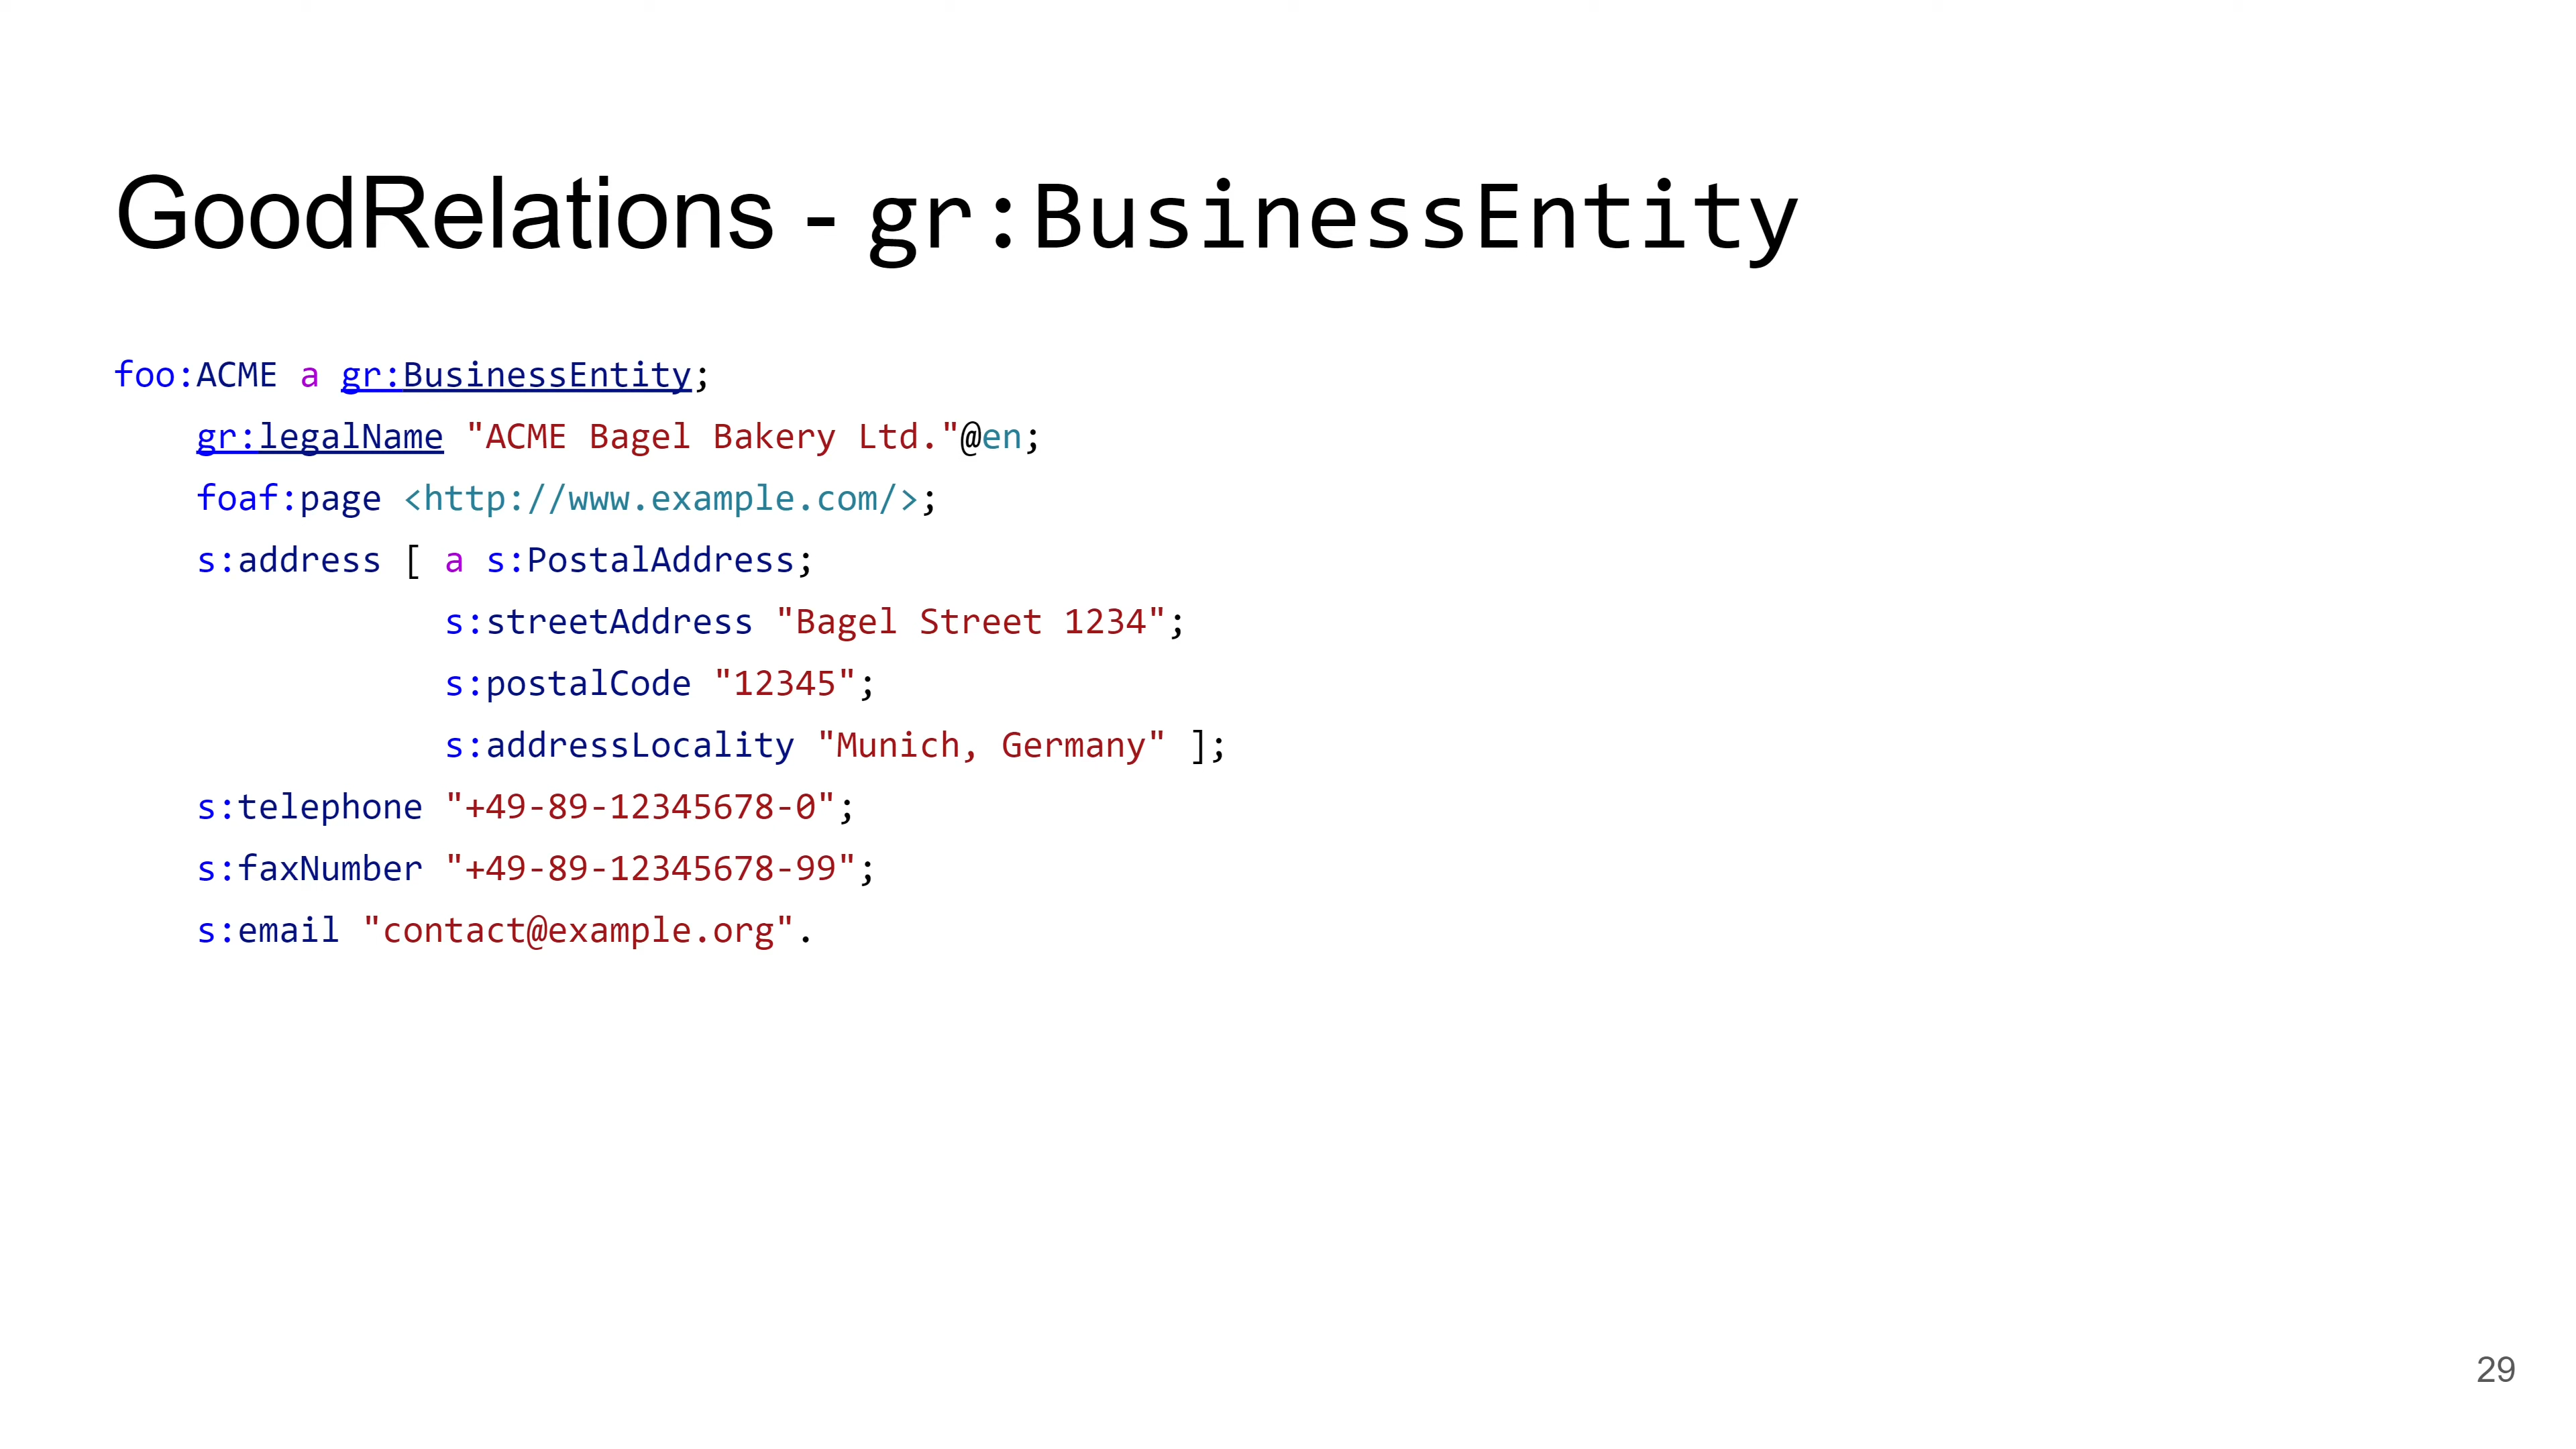 GoodRelations - gr:BusinessEntity
foo:ACME a gr:BusinessEntity;
gr:legalName "ACME Bagel Bakery Ltd."@en;
foaf:page <http://www.example.com/>;
s:address [ a s:PostalAddress;
s:streetAddress "Bagel Street 1234";
s:postalCode "12345";
s:addressLocality "Munich, Germany" ];
s:telephone "+49-89-12345678-0";
s:faxNumber "+49-89-12345678-99";
s:email "contact@example.org".
29